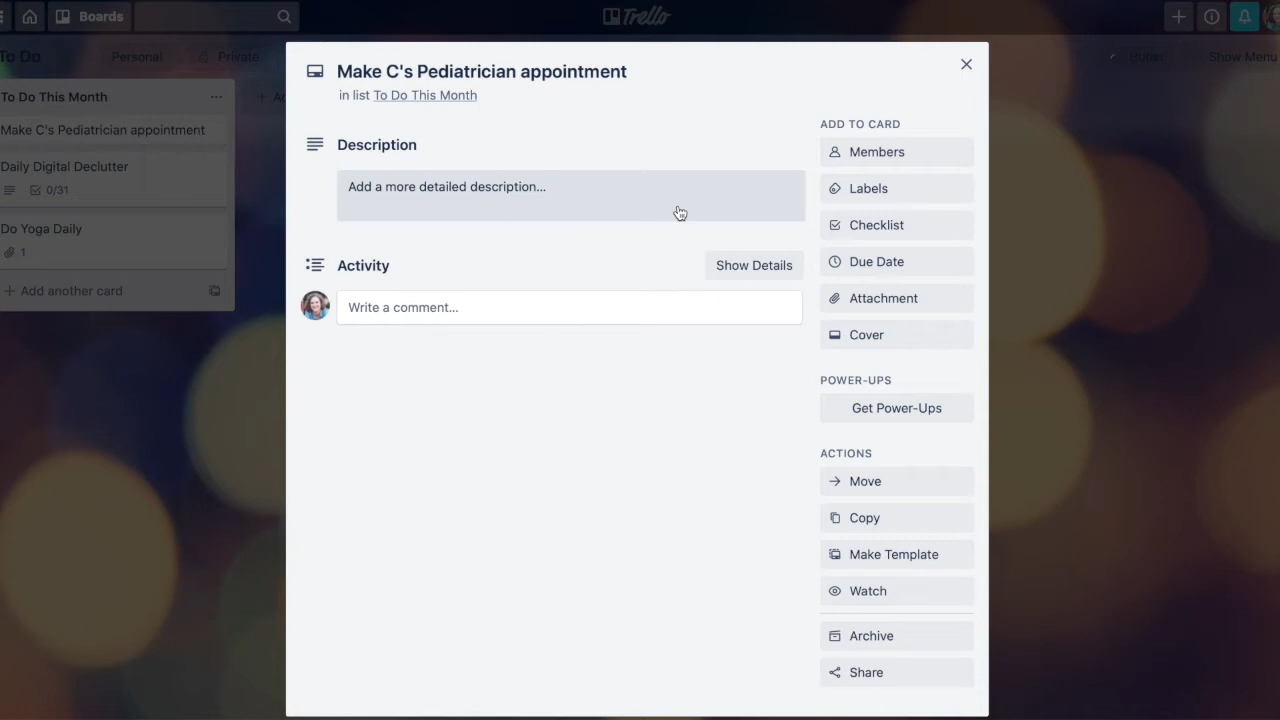 Boards
Trello
To Do
Personal
Private
Butler
Show Menu
To Do This Month
Make C's Pediatrician appointment
Daily Digital Declutter
0/31
Do Yoga Daily
1
Add another card
Make C's Pediatrician appointment
in list To Do This Month
Description
Add a more detailed description...
Activity
Show Details
Write a comment...
ADD TO CARD
Members
Labels
Checklist
Due Date
Attachment
Cover
POWER-UPS
Get Power-Ups
ACTIONS
Move
Copy
Make Template
Watch
Archive
Share